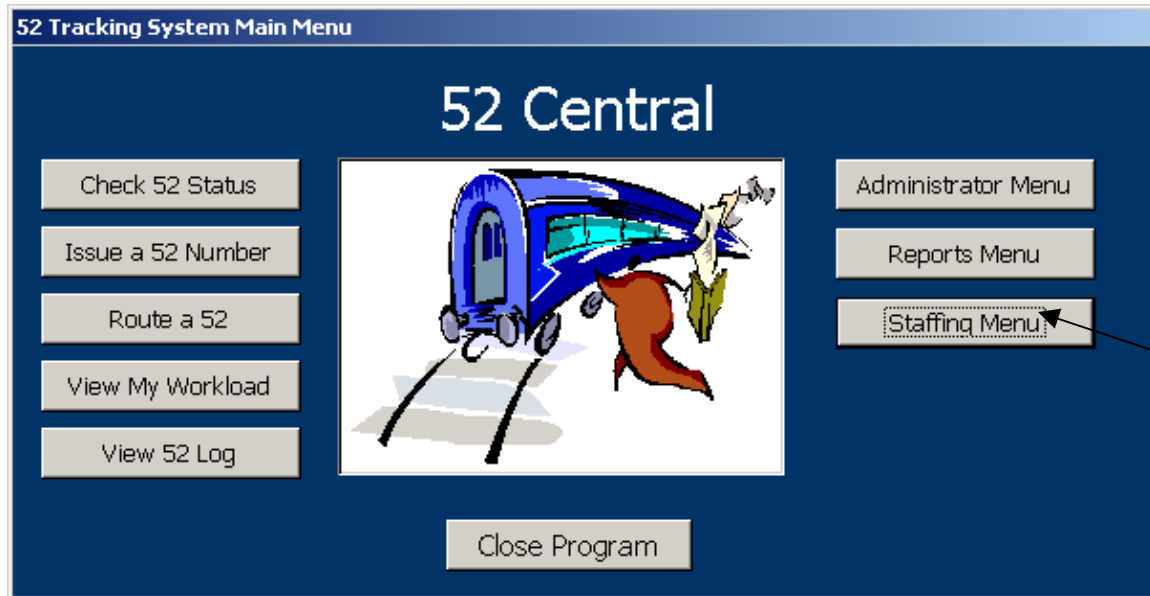 52 Tracking System Main Menu
52 Central
Check 52 Status
Issue a 52 Number
Route a 52
View My Workload
View 52 Log
Administrator Menu
Reports Menu
Staffing Menu
Close Program